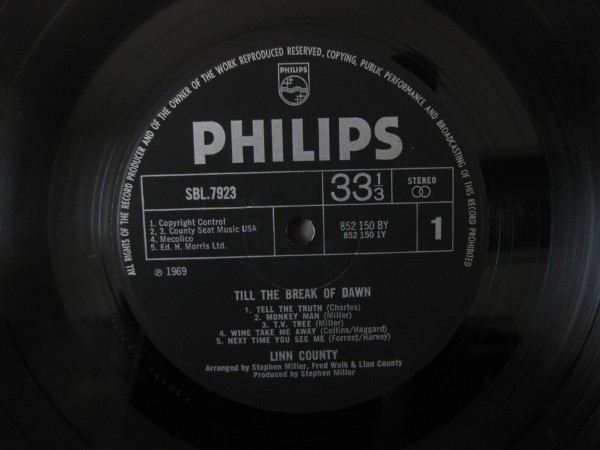 ALL RIGHTS OF THE RECORD PRODUCER AND OF THE OWNER OF THE WORK REPRODUCED RESERVED. COPYING, PUBLIC PERFORMANCE AND BROADCASTING OF THIS RECORD PROHIBITED
PHILIPS
PHILIPS
SBL.7923
33 1/3
STEREO
1. Copyright Control
2, 3. County Seat Music USA
4. Mecolico
5. Ed. H. Morris Ltd.
852 150 BY
852 150 1Y
1
℗ 1969
TILL THE BREAK OF DAWN
1. TELL THE TRUTH (Charles)
2. MONKEY MAN (Miller)
3. T.V. TREE (Miller)
4. WINE TAKE ME AWAY (Collins/Haggard)
5. NEXT TIME YOU SEE ME (Forrest/Harvey)
LINN COUNTY
Arranged by Stephen Miller, Fred Walk & Linn County
Produced by Stephen Miller